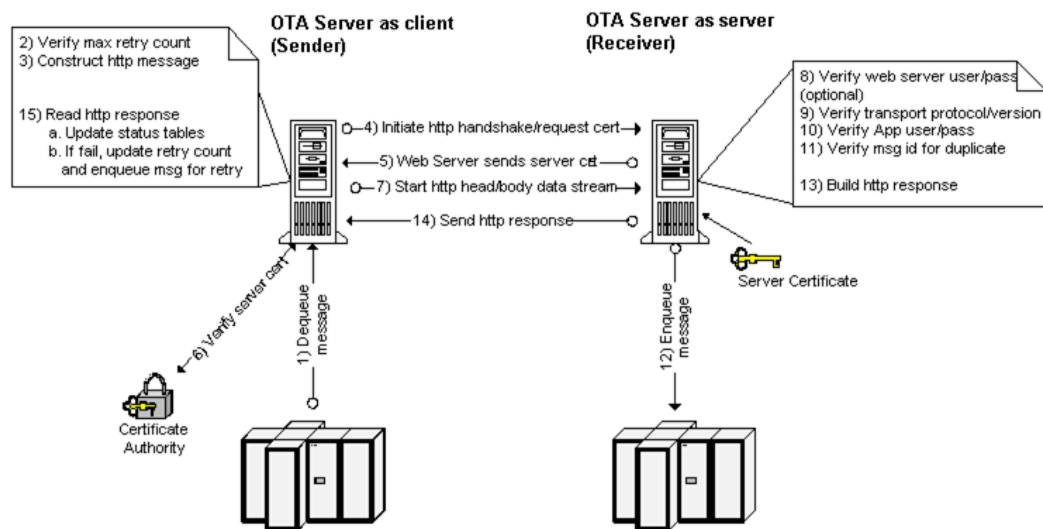 OTA Server as client
(Sender)
OTA Server as server
(Receiver)
2) Verify max retry count
3) Construct http message
15) Read http response
a. Update status tables
b. If fail, update retry count
and enqueue msg for retry
8) Verify web server user/pass
(optional)
9) Verify transport protocol/version
10) Verify App user/pass
11) Verify msg id for duplicate
13) Build http response
4) Initiate http handshake/request cert
5) Web Server sends server cert
7) Start http head/body data stream
14) Send http response
Server Certificate
6) Verify server cert
1) Dequeue
message
12) Enqueue
message
Certificate
Authority